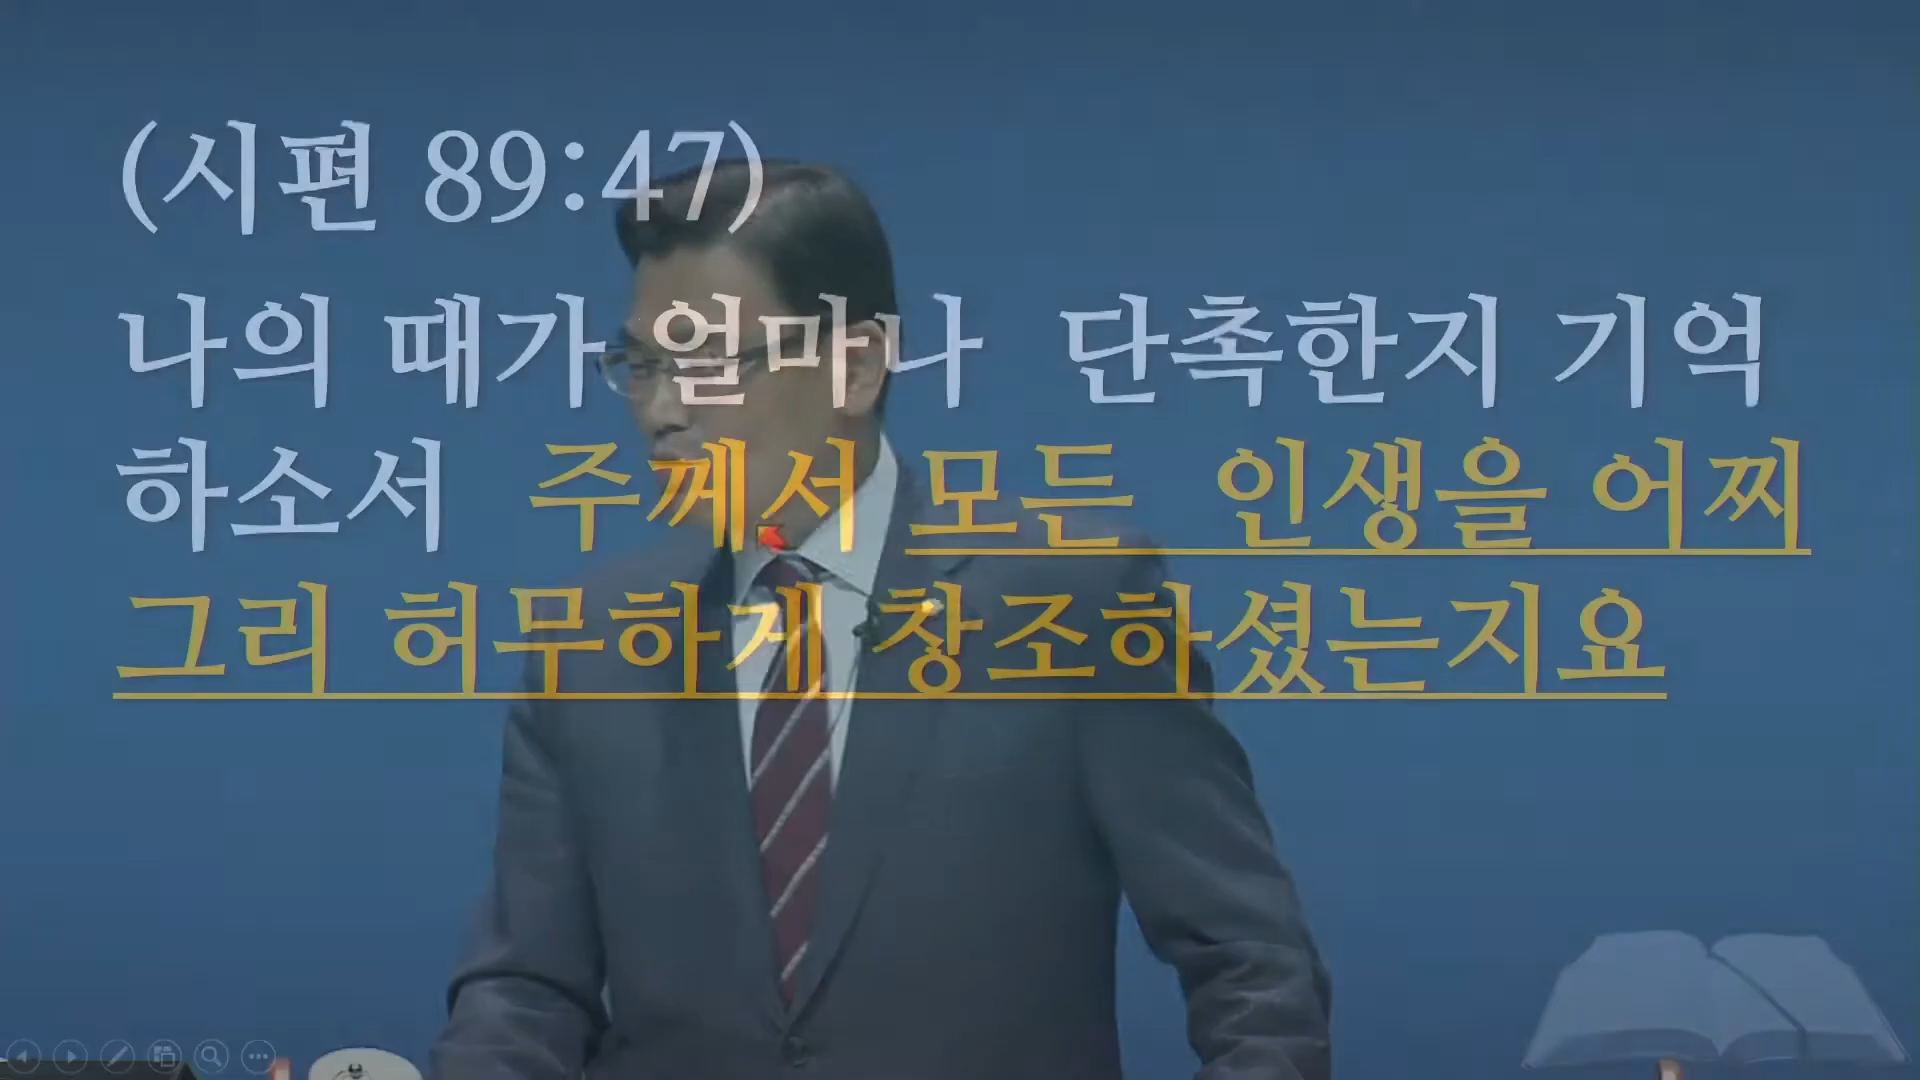 (시편 89:47)
나의 때가 얼마나 단촉한지 기억
하소서 주께서 모든 인생을 어찌
그리 허무하게 창조하셨는지요